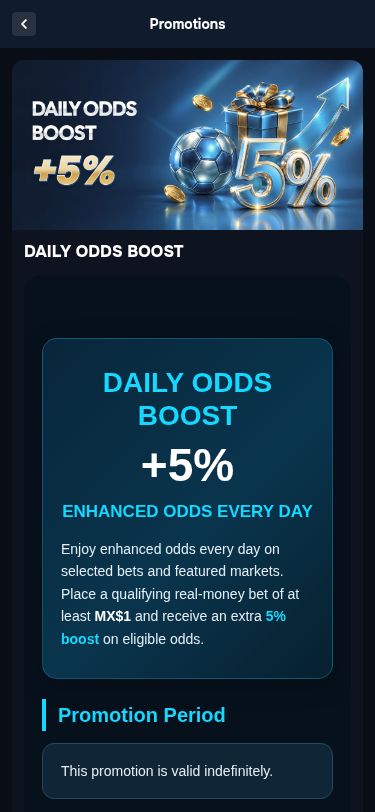 Promotions
DAILY ODDS
BOOST
+5%
5%
DAILY ODDS BOOST
DAILY ODDS
BOOST
+5%
ENHANCED ODDS EVERY DAY
Enjoy enhanced odds every day on
selected bets and featured markets.
Place a qualifying real-money bet of at
least MX$1 and receive an extra 5%
boost on eligible odds.
Promotion Period
This promotion is valid indefinitely.